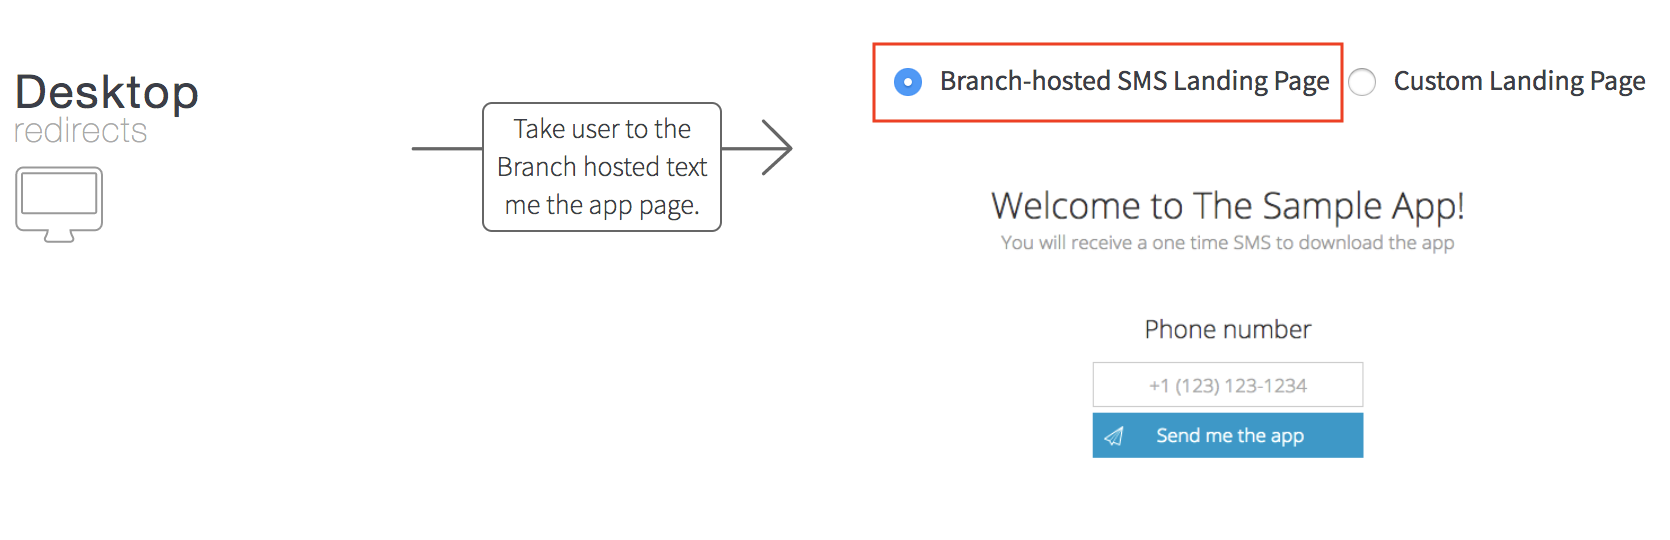 Desktop
redirects
Take user to the
Branch hosted text
me the app page.
Branch-hosted SMS Landing Page
Custom Landing Page
Welcome to The Sample App!
You will receive a one time SMS to download the app
Phone number
+1 (123) 123-1234
Send me the app